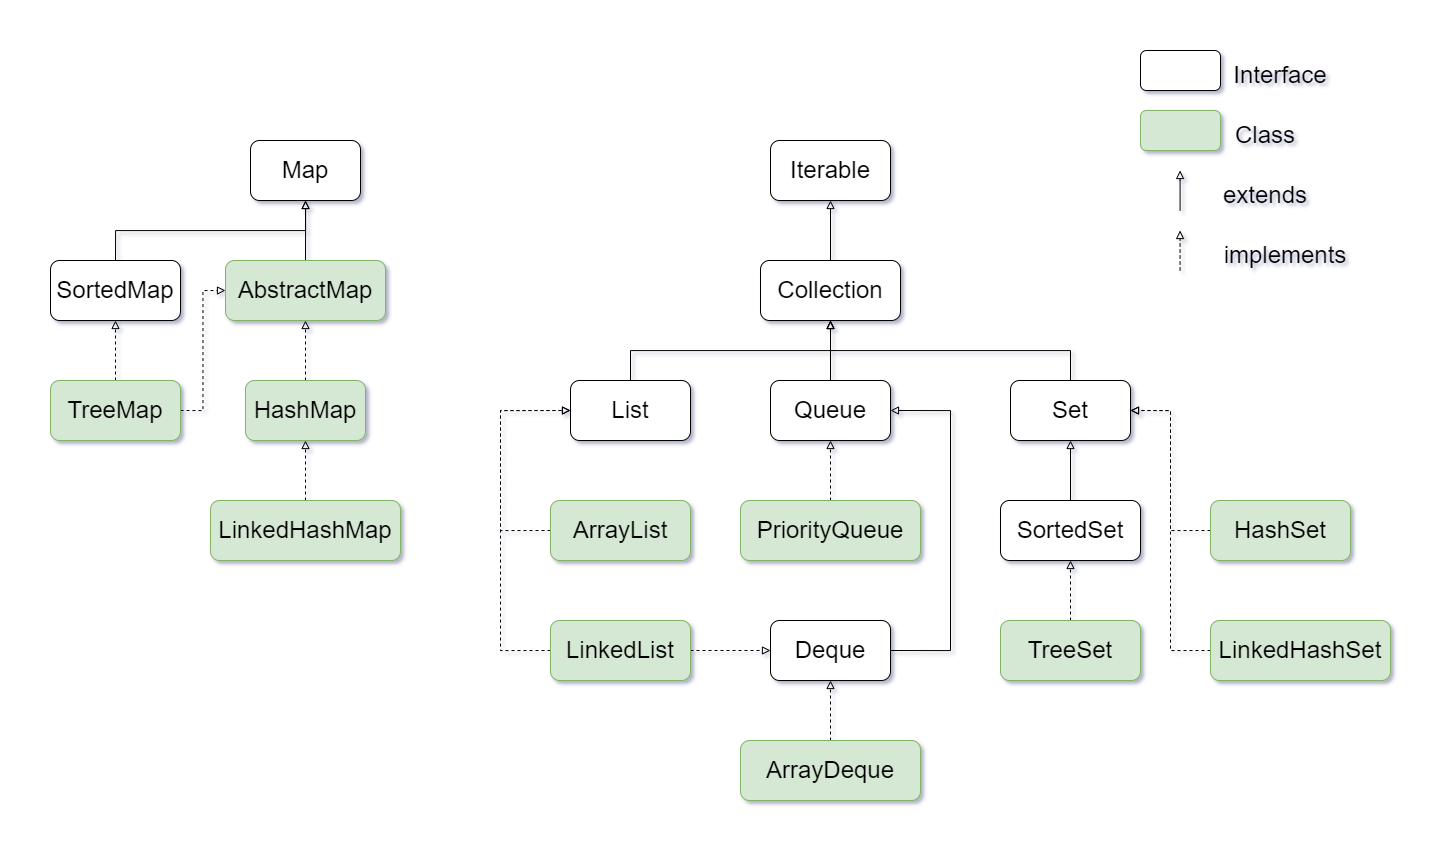 Interface
Class
extends
implements
Map
Iterable
SortedMap
AbstractMap
Collection
TreeMap
HashMap
List
Queue
Set
LinkedHashMap
ArrayList
PriorityQueue
SortedSet
HashSet
LinkedList
Deque
TreeSet
LinkedHashSet
ArrayDeque